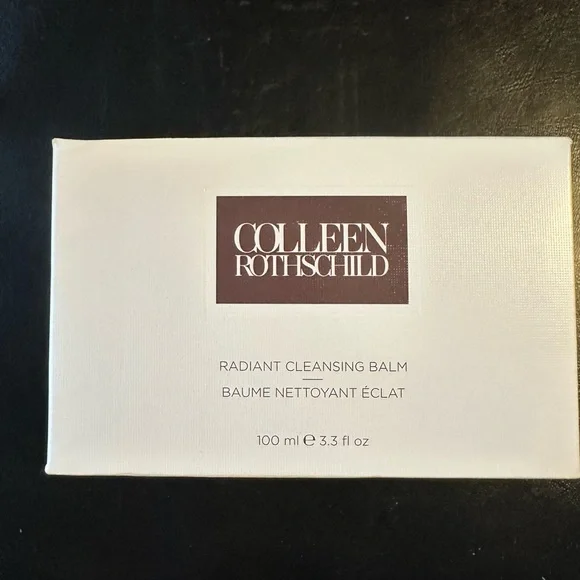 COLLEEN
ROTHSCHILD
RADIANT CLEANSING BALM
BAUME NETTOYANT ÉCLAT
100 ml ℮ 3.3 fl oz